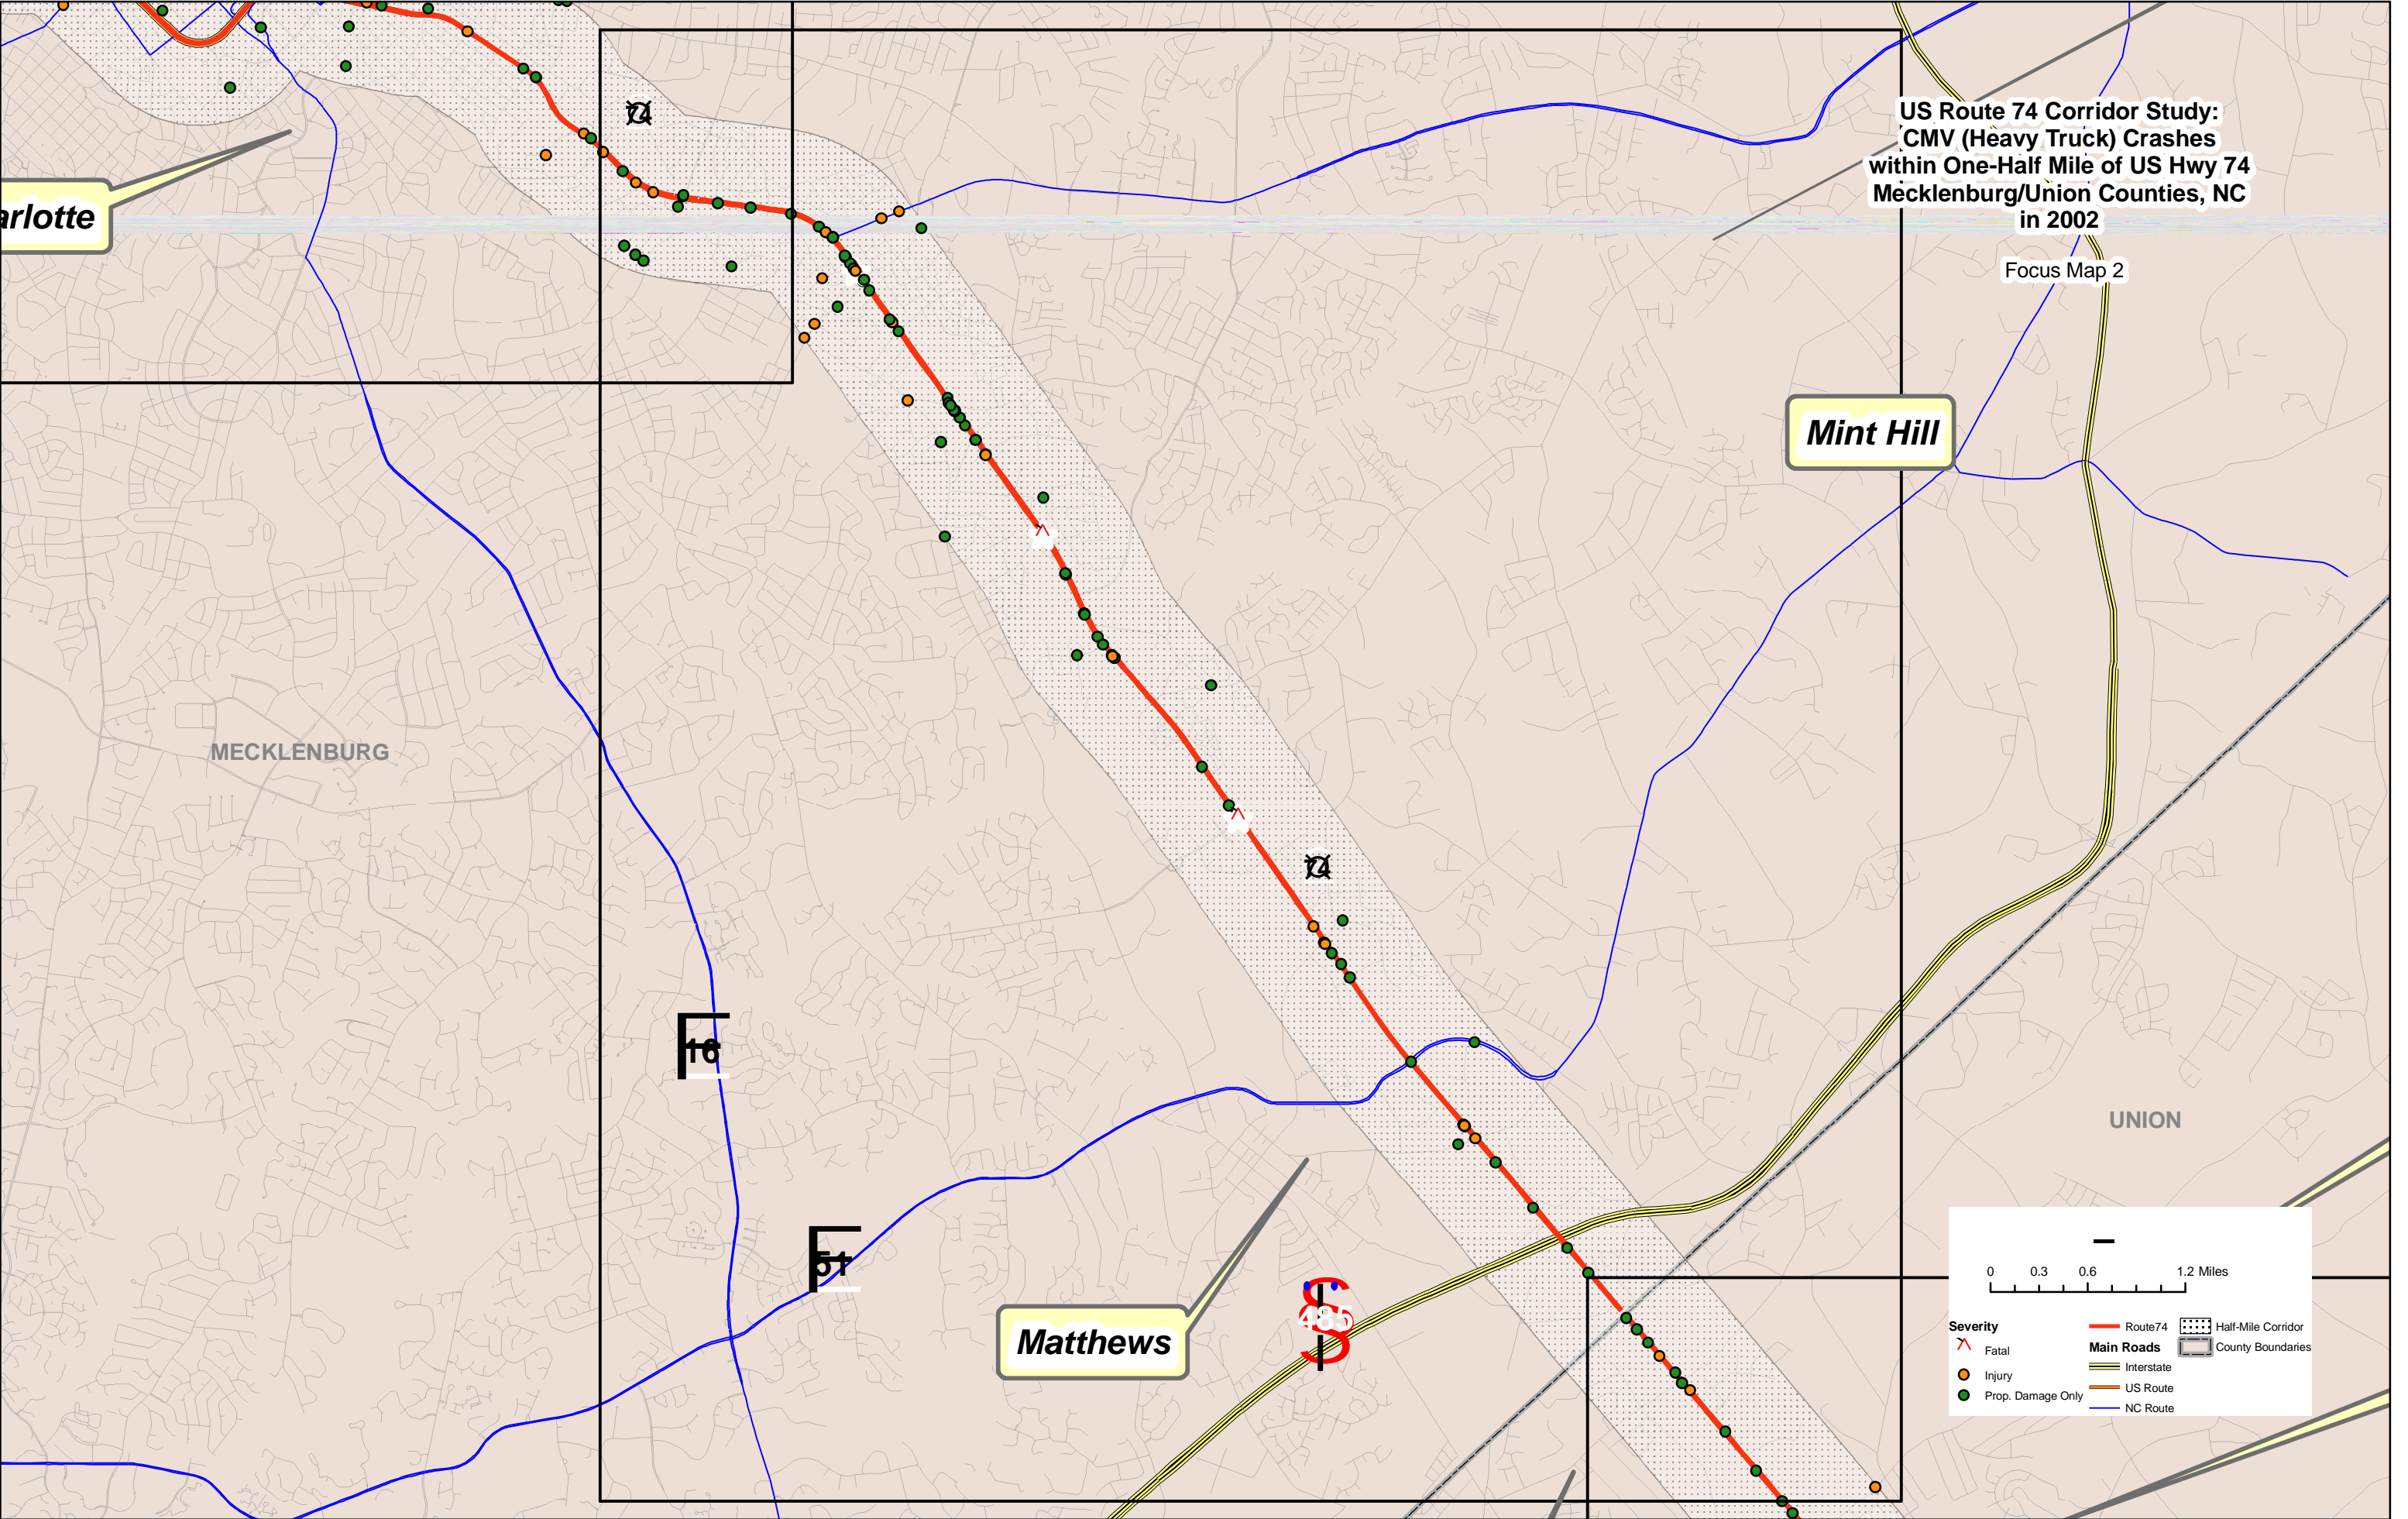 74
US Route 74 Corridor Study:
CMV (Heavy Truck) Crashes
within One-Half Mile of US Hwy 74
Mecklenburg/Union Counties, NC
in 2002
Focus Map 2
arlotte
Mint Hill
MECKLENBURG
74
16
UNION
51
485
Matthews
0 0.3 0.6 1.2 Miles
Severity
Fatal
Injury
Prop. Damage Only
Route74
Main Roads
Interstate
US Route
NC Route
Half-Mile Corridor
County Boundaries